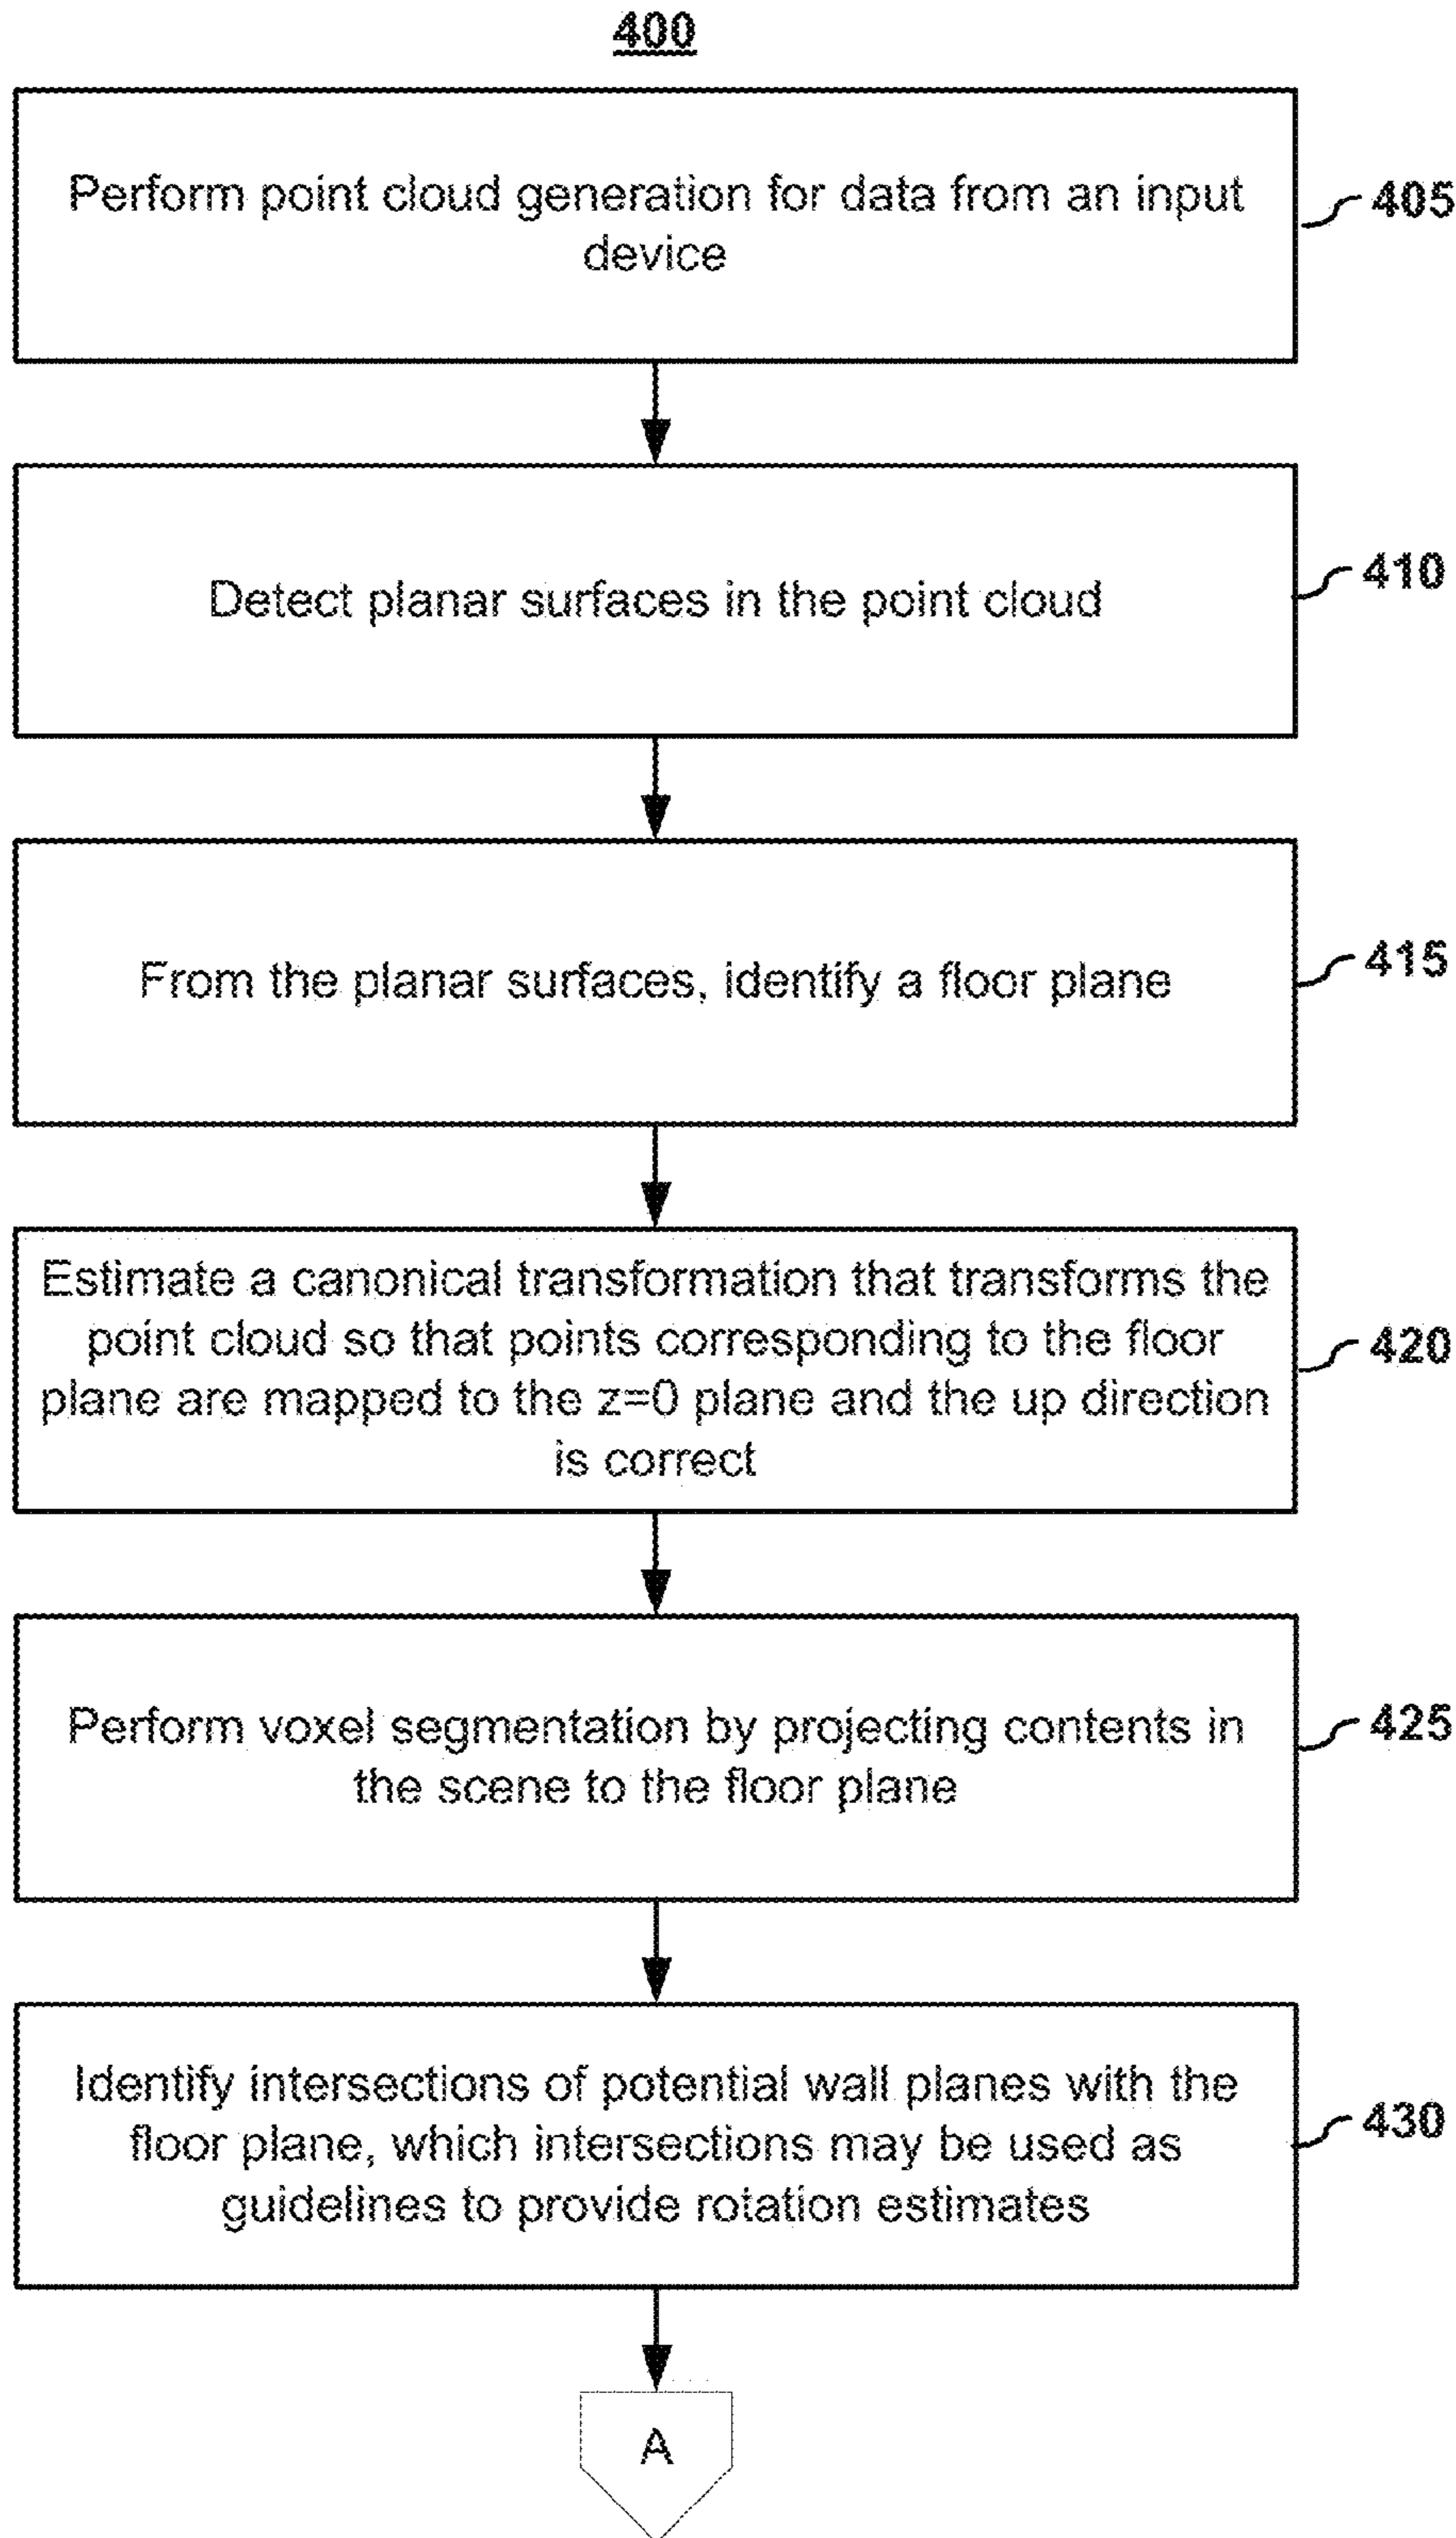 400
Perform point cloud generation for data from an input
device
405
Detect planar surfaces in the point cloud
410
From the planar surfaces, identify a floor plane
415
Estimate a canonical transformation that transforms the
point cloud so that points corresponding to the floor
plane are mapped to the z=0 plane and the up direction
is correct
420
Perform voxel segmentation by projecting contents in
the scene to the floor plane
425
Identify intersections of potential wall planes with the
floor plane, which intersections may be used as
guidelines to provide rotation estimates
430
A